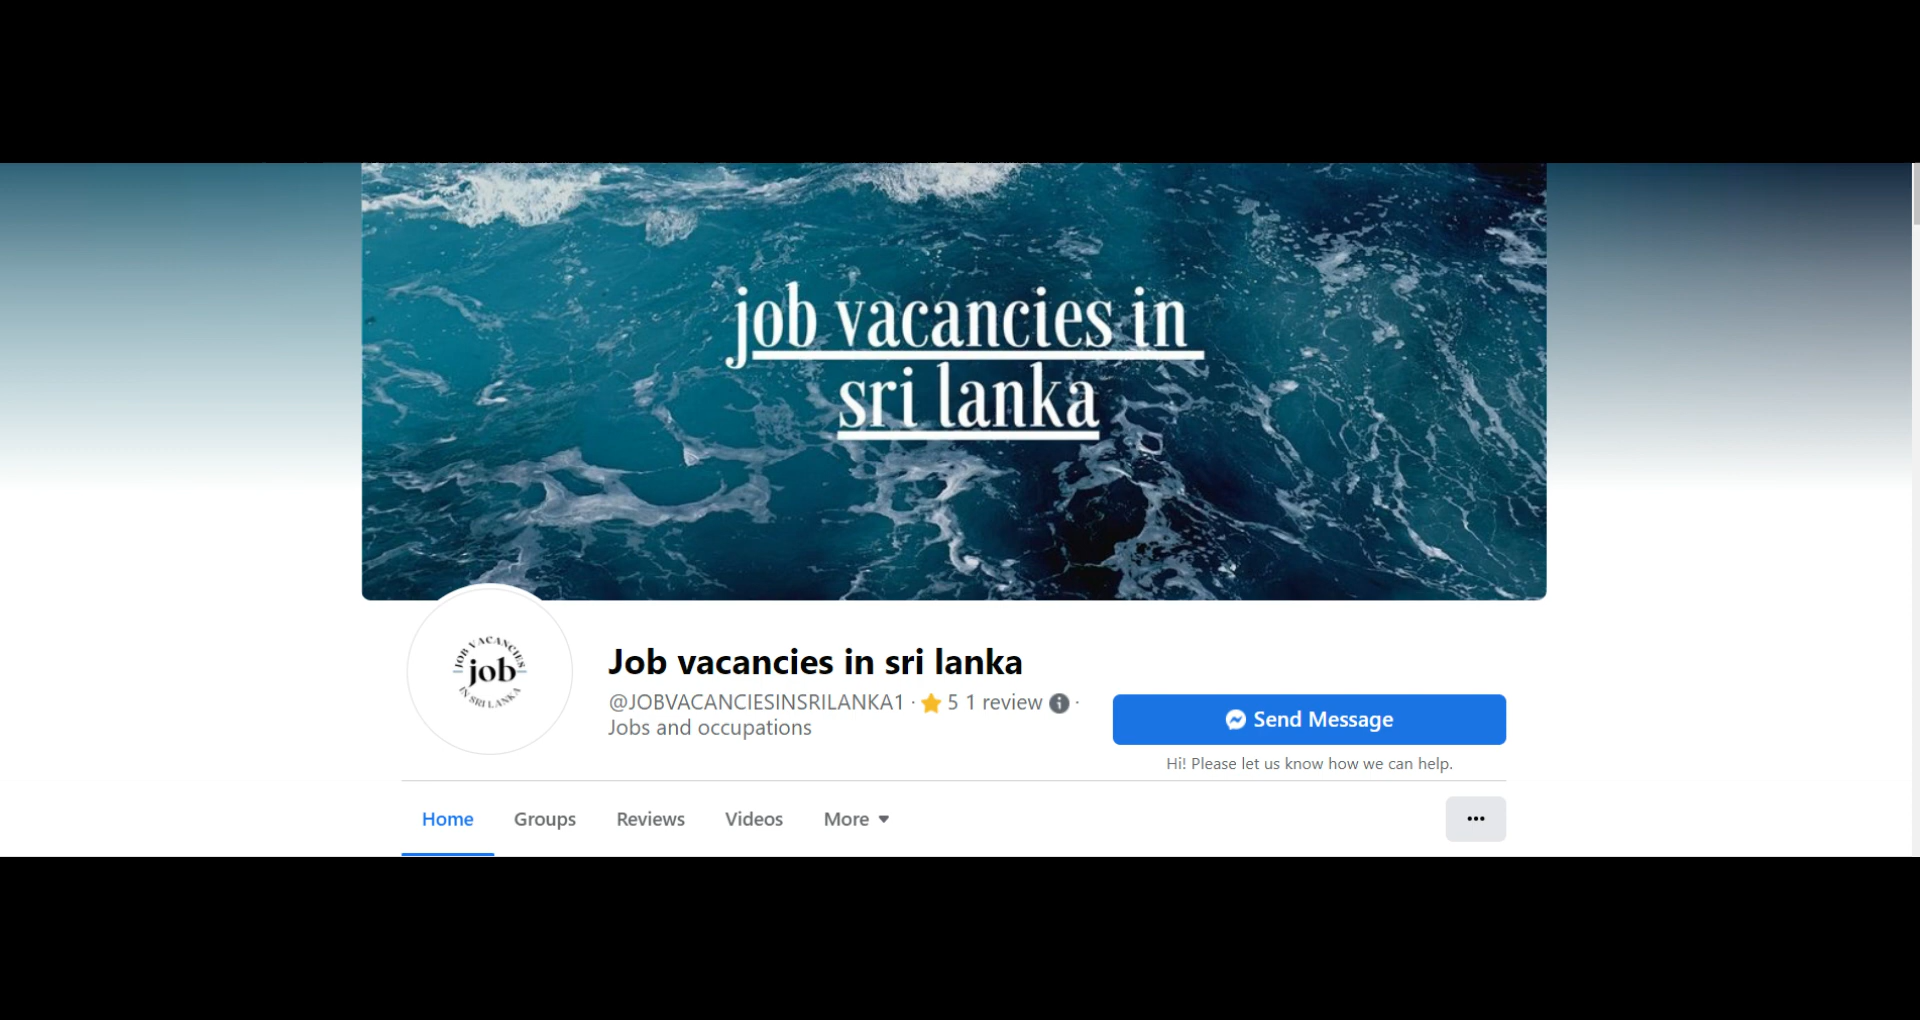 job vacancies in
sri lanka
JOB VACANCIES
job
IN SRI LANKA
Job vacancies in sri lanka
@JOBVACANCIESINSRILANKA1 · 5 1 review ·
Jobs and occupations
Send Message
Hi! Please let us know how we can help.
Home Groups Reviews Videos More